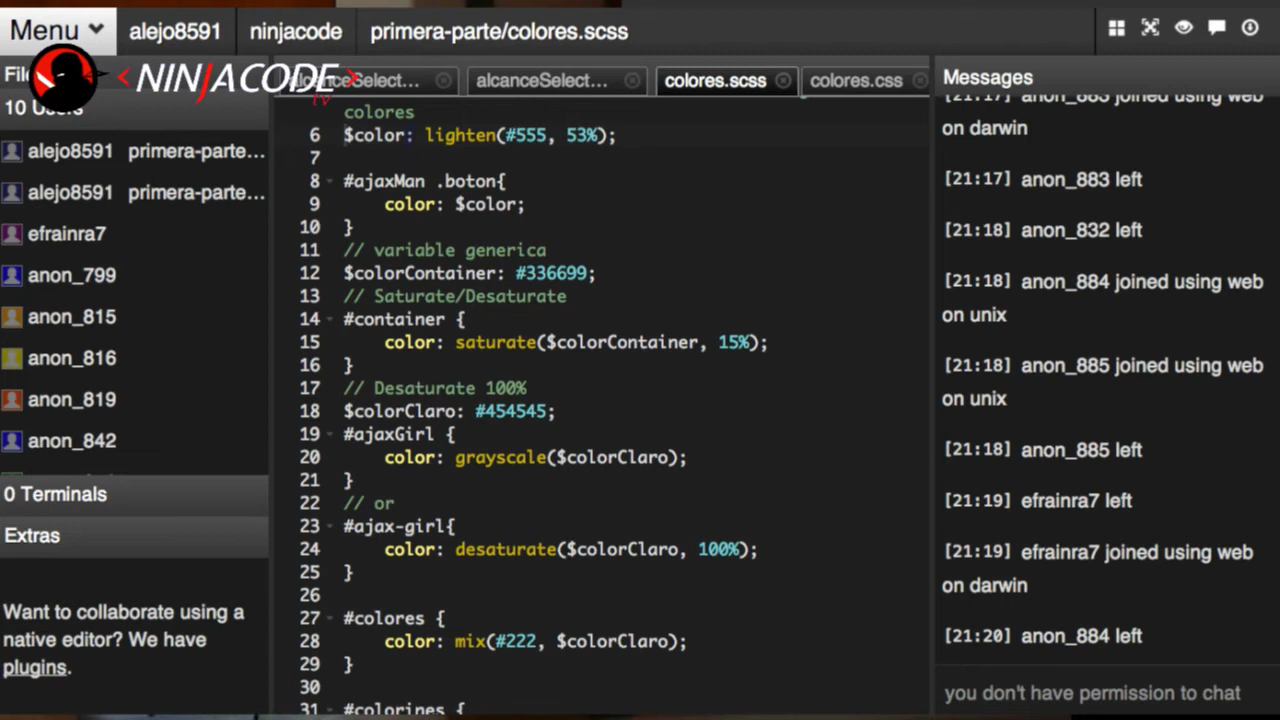 Menu alejo8591 ninjacode primera-parte/colores.scss
<NINJACODE>
10 Users
alejo8591 primera-parte...
alejo8591 primera-parte...
efrainra7
anon_799
anon_815
anon_816
anon_819
anon_842
0 Terminals
Extras
Want to collaborate using a
native editor? We have
plugins.
alcanceSelect... colores.scss colores.css
colores
6 $color: lighten(#555, 53%);
7
8 #ajaxMan .boton{
9 color: $color;
10 }
11 // variable generica
12 $colorContainer: #336699;
13 // Saturate/Desaturate
14 #container {
15 color: saturate($colorContainer, 15%);
16 }
17 // Desaturate 100%
18 $colorClaro: #454545;
19 #ajaxGirl {
20 color: grayscale($colorClaro);
21 }
22 // or
23 #ajax-girl{
24 color: desaturate($colorClaro, 100%);
25 }
26
27 #colores {
28 color: mix(#222, $colorClaro);
29 }
30
31 #colorines {
Messages
[21:17] anon_883 joined using web
on darwin
[21:17] anon_883 left
[21:18] anon_832 left
[21:18] anon_884 joined using web
on unix
[21:18] anon_885 joined using web
on unix
[21:18] anon_885 left
[21:19] efrainra7 left
[21:19] efrainra7 joined using web
on darwin
[21:20] anon_884 left
you don't have permission to chat